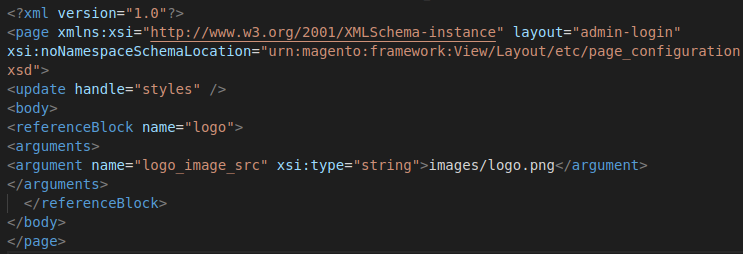 <?xml version="1.0"?>
<page xmlns:xsi="http://www.w3.org/2001/XMLSchema-instance" layout="admin-login"
xsi:noNamespaceSchemaLocation="urn:magento:framework:View/Layout/etc/page_configuration
xsd">
<update handle="styles" />
<body>
<referenceBlock name="logo">
<arguments>
<argument name="logo_image_src" xsi:type="string">images/logo.png</argument>
</arguments>
  </referenceBlock>
</body>
</page>